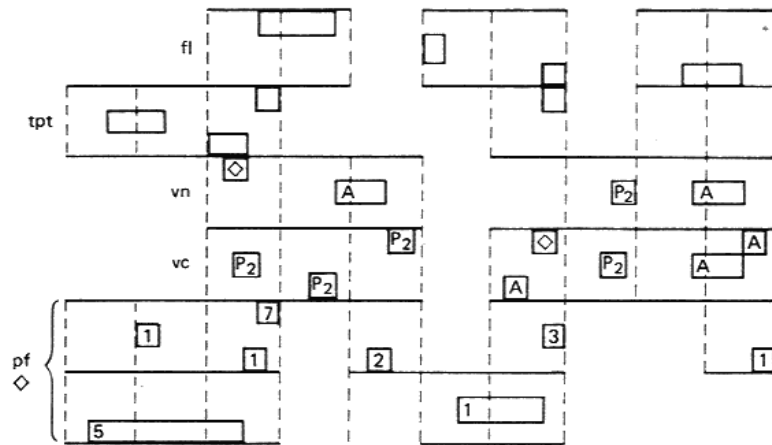 fl
tpt
◇
vn A P2 A
P2 ◇ A
vc P2 P2 A
P2 A
7
1 3
pf 1 2 1
◇
1
5